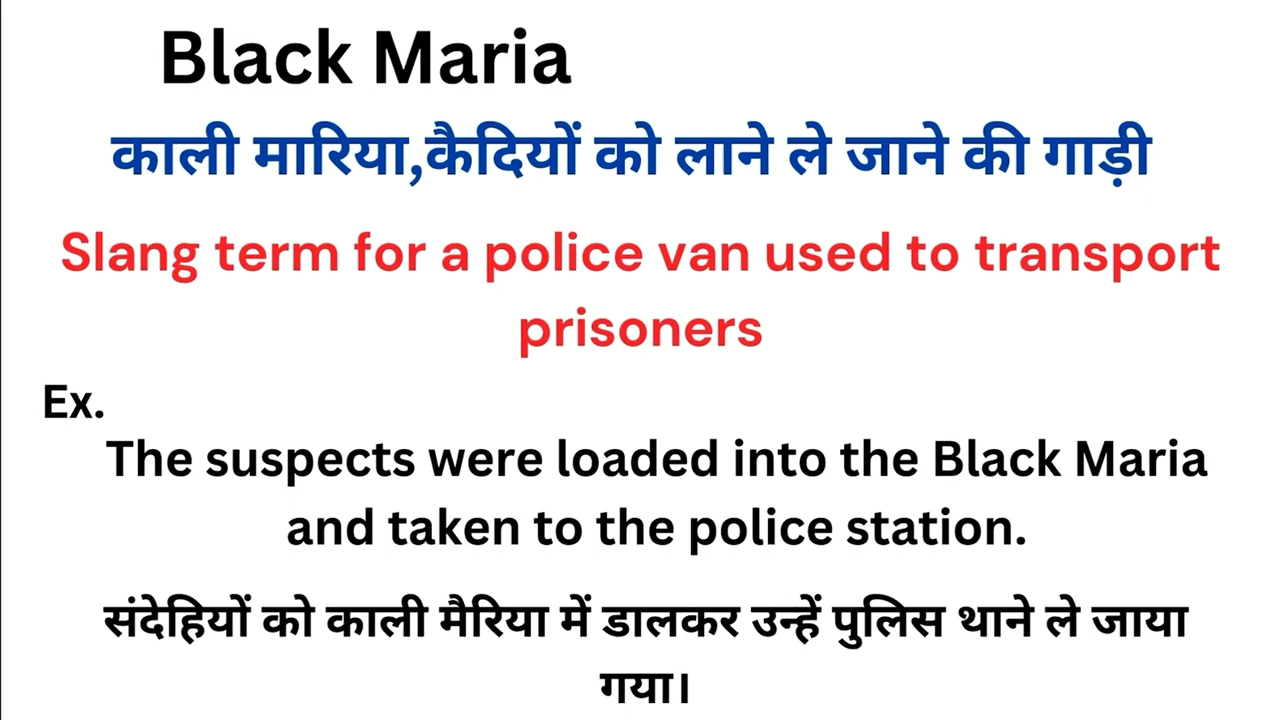 Black Maria
काली मारिया,कैदियों को लाने ले जाने की गाड़ी
Slang term for a police van used to transport
prisoners
Ex.
The suspects were loaded into the Black Maria
and taken to the police station.
संदेहियों को काली मैरिया में डालकर उन्हें पुलिस थाने ले जाया
गया।